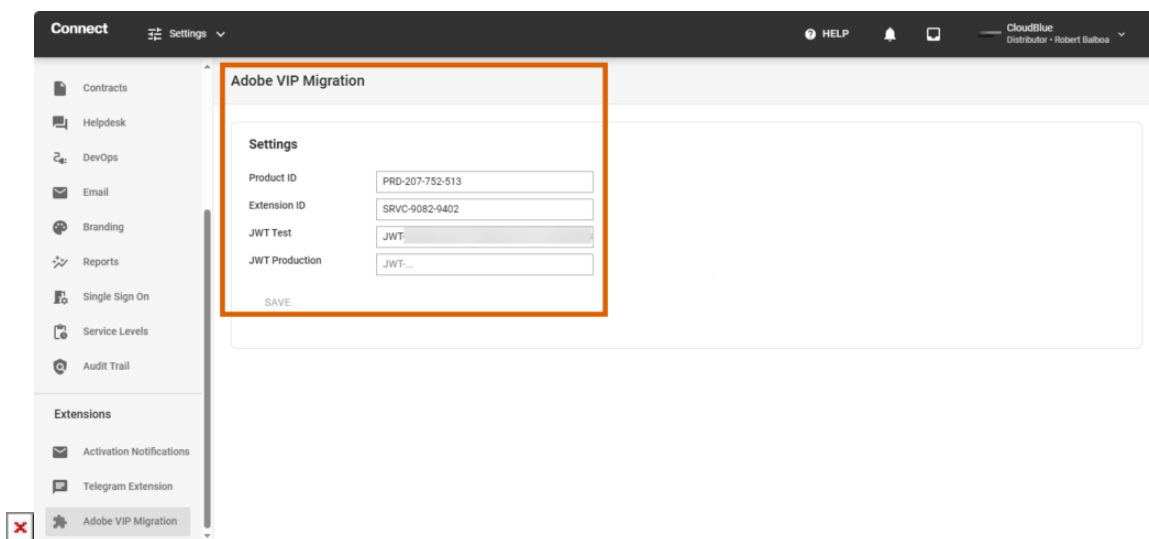 Connect
Settings
HELP
CloudBlue
Distributor • Robert Balboa
Contracts
Helpdesk
DevOps
Email
Branding
Reports
Single Sign On
Service Levels
Audit Trail
Extensions
Activation Notifications
Telegram Extension
Adobe VIP Migration
Adobe VIP Migration
Settings
Product ID
PRD-207-752-513
Extension ID
SRVC-9082-9402
JWT Test
JWT-
JWT Production
JWT-...
SAVE